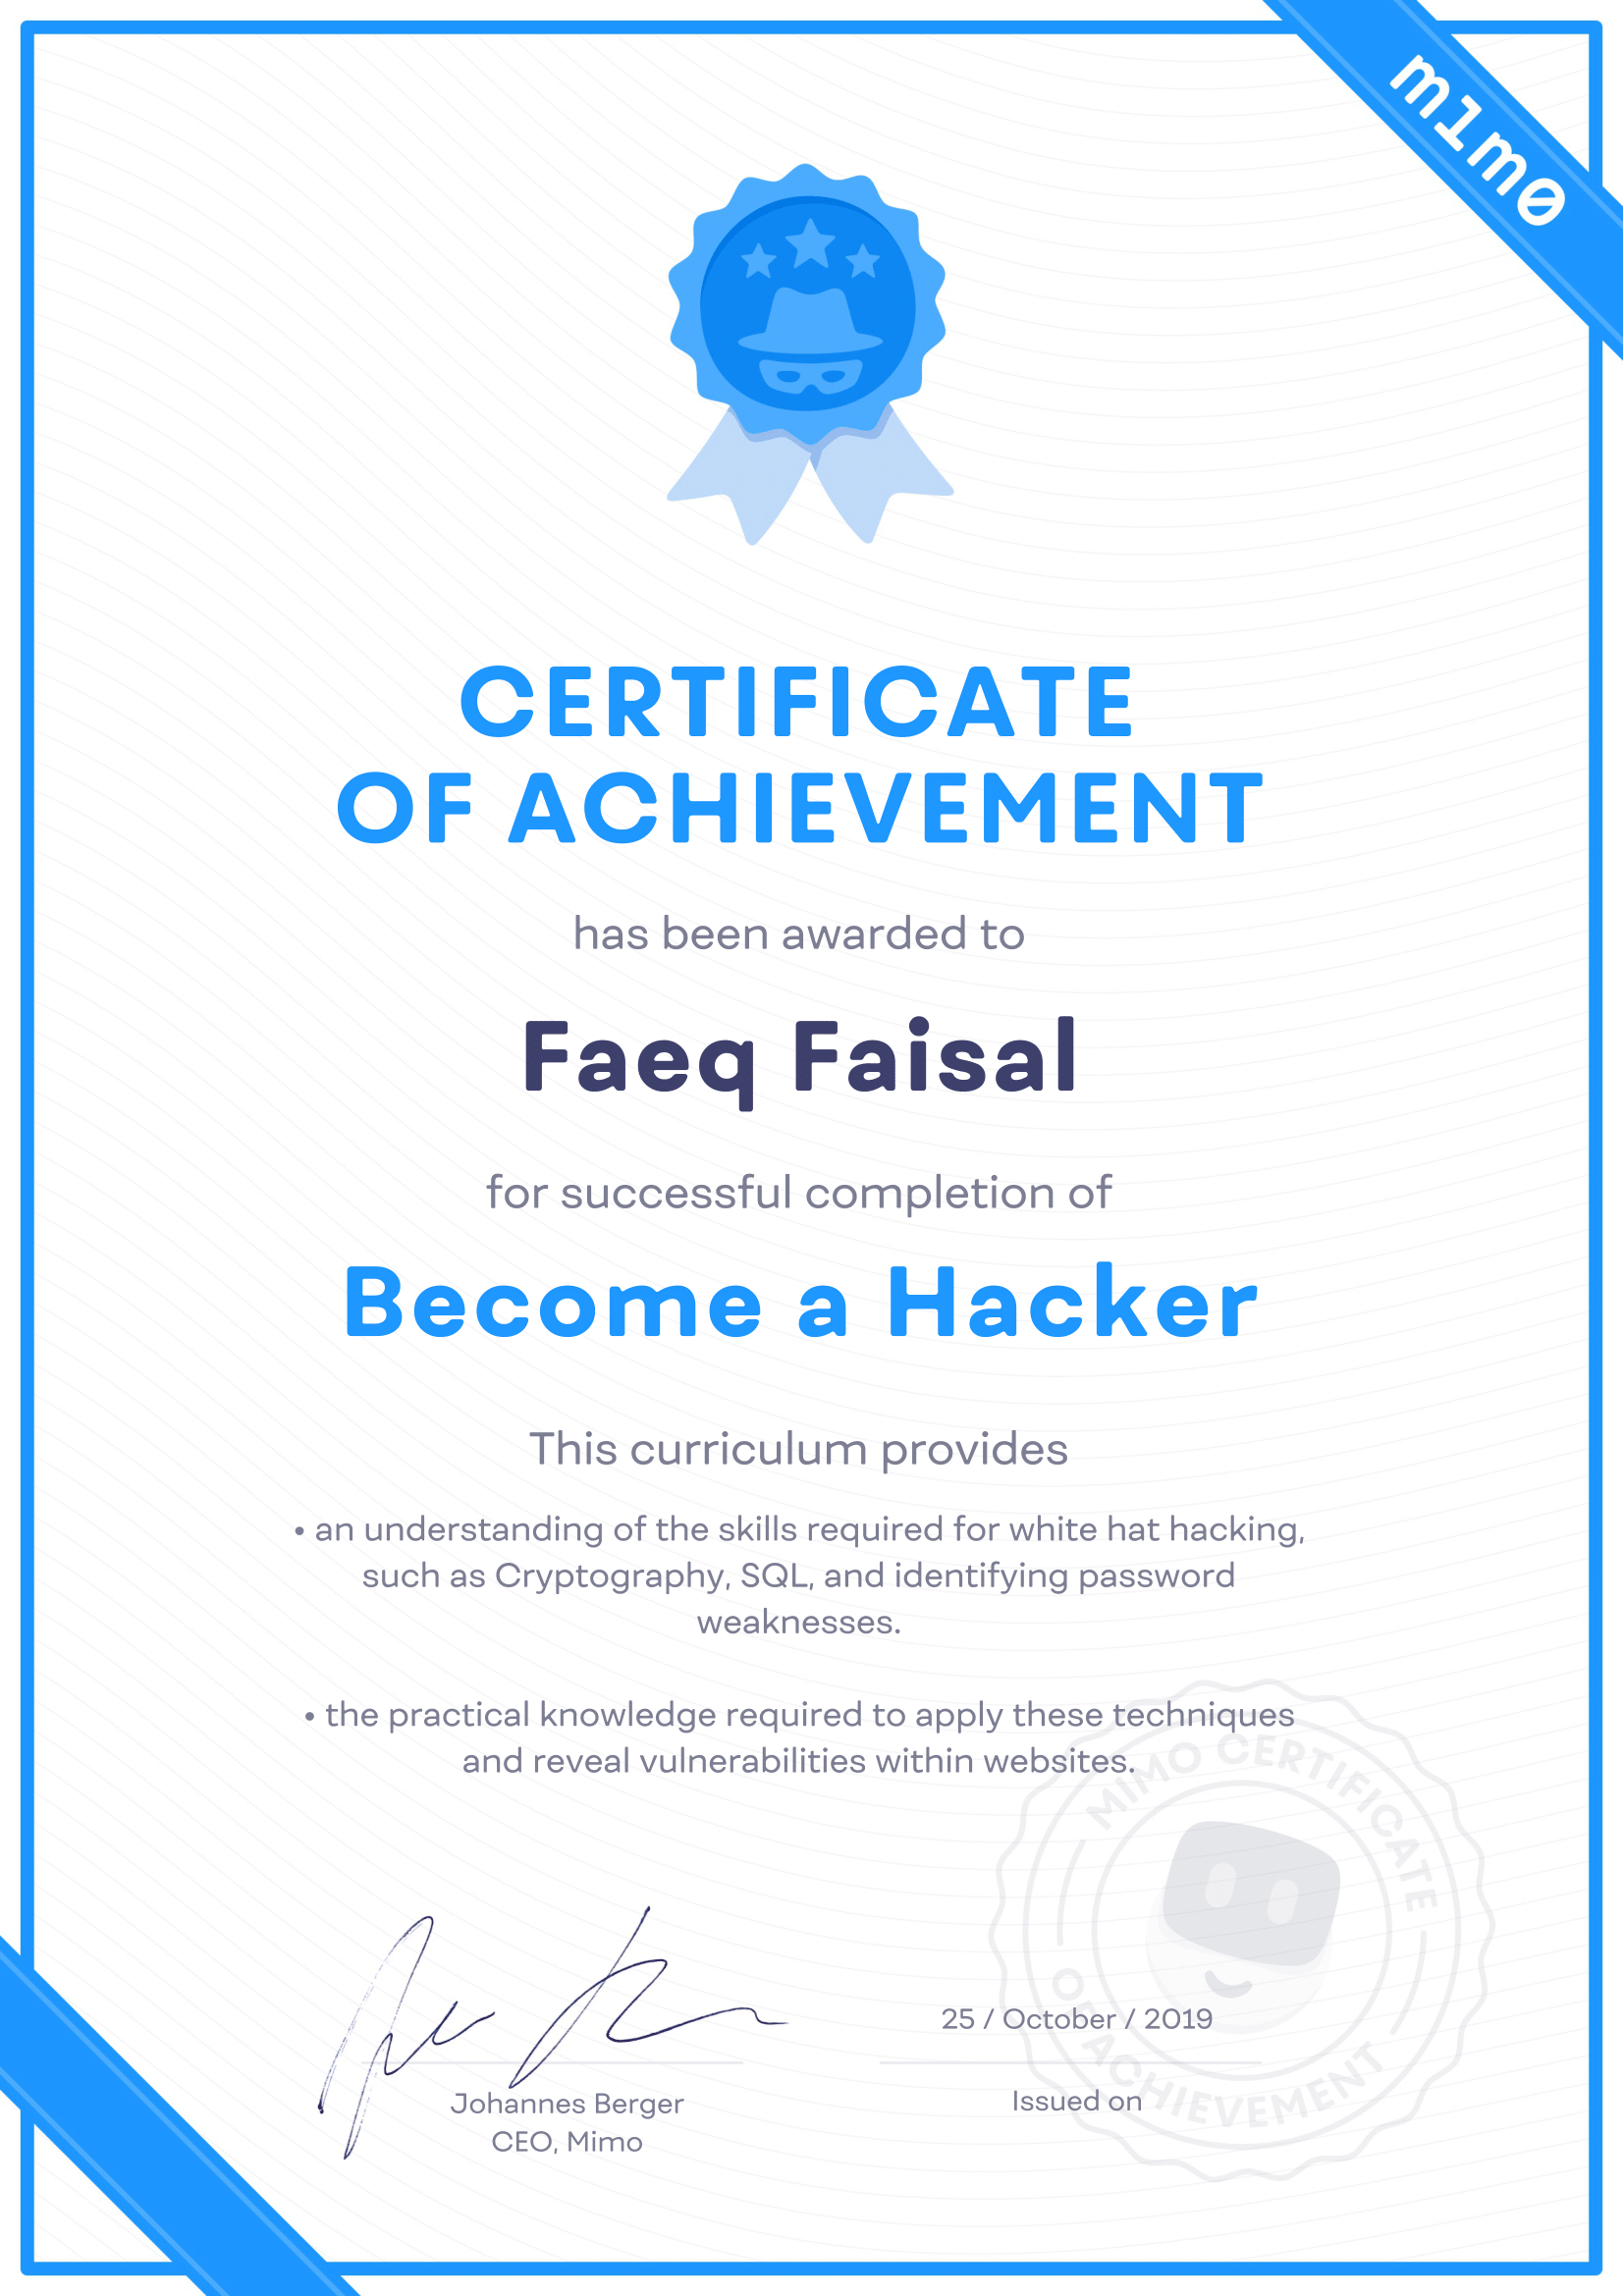 m1m0
CERTIFICATE
OF ACHIEVEMENT
has been awarded to
Faeq Faisal
for successful completion of
Become a Hacker
This curriculum provides
• an understanding of the skills required for white hat hacking,
such as Cryptography, SQL, and identifying password
weaknesses.
• the practical knowledge required to apply these techniques
and reveal vulnerabilities within websites.
MIMO CERTIFICATE
OF ACHIEVEMENT
25 / October / 2019
Johannes Berger
CEO, Mimo
Issued on